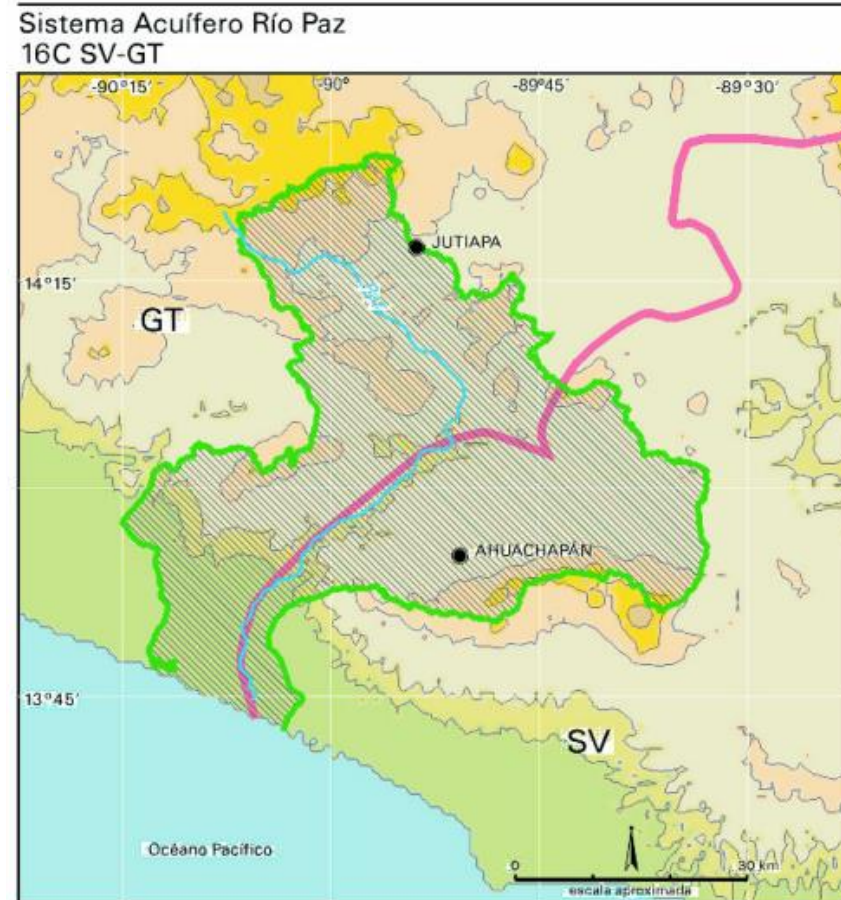 Sistema Acuífero Río Paz
16C SV-GT
-90°15'
-90°
-89°45'
-89°30'
JUTIAPA
14°15'
GT
AHUACHAPÁN
13°45'
SV
Océano Pacífico
0
30 km
escala aproximada